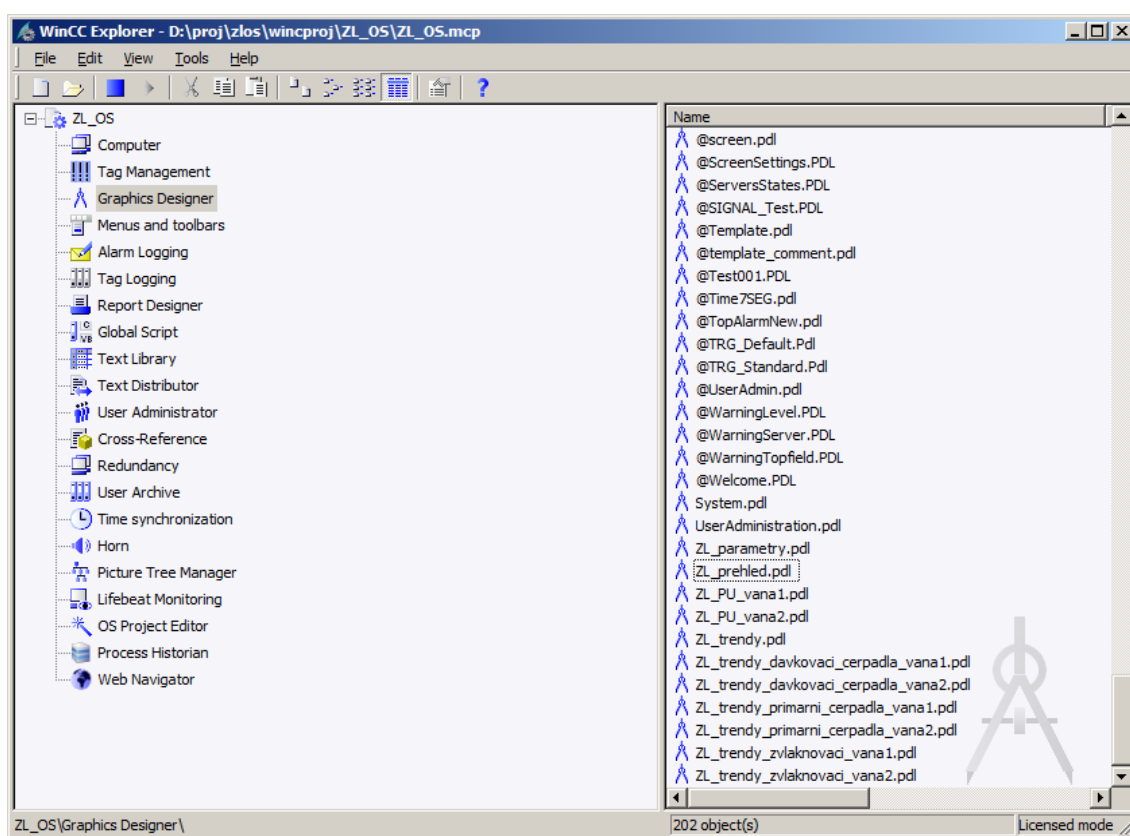 WinCC Explorer - D:\proj\zlos\wincproj\ZL_OS\ZL_OS.mcp
File Edit View Tools Help
ZL_OS
Computer
Tag Management
Graphics Designer
Menus and toolbars
Alarm Logging
Tag Logging
Report Designer
Global Script
Text Library
Text Distributor
User Administrator
Cross-Reference
Redundancy
User Archive
Time synchronization
Horn
Picture Tree Manager
Lifebeat Monitoring
OS Project Editor
Process Historian
Web Navigator
Name
@screen.pdl
@ScreenSettings.PDL
@ServersStates.PDL
@SIGNAL_Test.PDL
@Template.pdl
@template_comment.pdl
@Test001.PDL
@Time7SEG.pdl
@TopAlarmNew.pdl
@TRG_Default.Pdl
@TRG_Standard.Pdl
@UserAdmin.pdl
@WarningLevel.PDL
@WarningServer.PDL
@WarningTopfield.PDL
@Welcome.PDL
System.pdl
UserAdministration.pdl
ZL_parametry.pdl
ZL_prehled.pdl
ZL_PU_vana1.pdl
ZL_PU_vana2.pdl
ZL_trendy.pdl
ZL_trendy_davkovaci_cerpadla_vana1.pdl
ZL_trendy_davkovaci_cerpadla_vana2.pdl
ZL_trendy_primarni_cerpadla_vana1.pdl
ZL_trendy_primarni_cerpadla_vana2.pdl
ZL_trendy_zvlaknovaci_vana1.pdl
ZL_trendy_zvlaknovaci_vana2.pdl
ZL_OS\Graphics Designer\ 202 object(s) Licensed mode